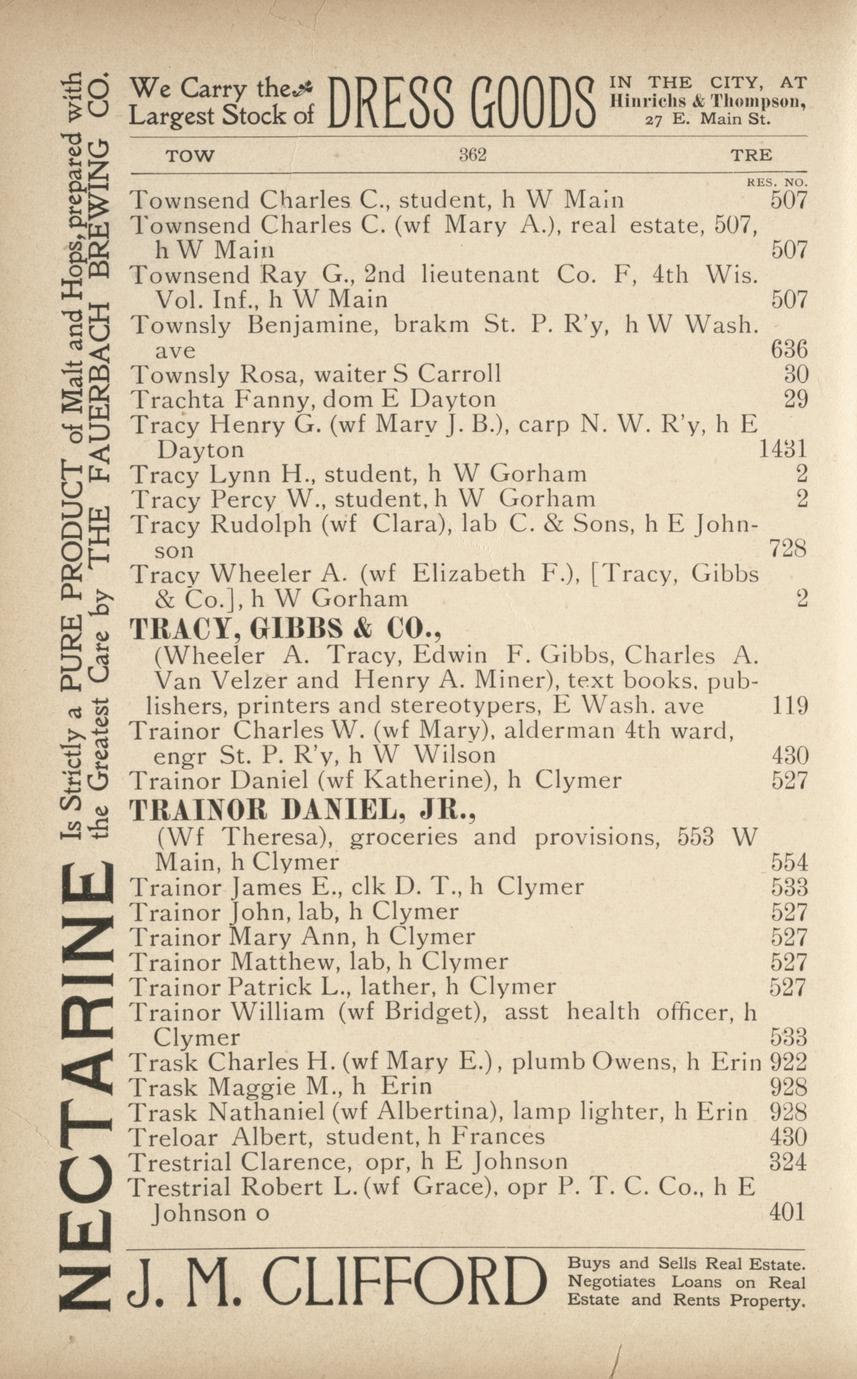 We Carry the
Largest Stock of
DRESS GOODS
IN THE CITY, AT
Hinrichs & Thompson,
27 E. Main St.
TOW 362 TRE
RES. NO.
Townsend Charles C., student, h W Main 507
Townsend Charles C. (wf Mary A.), real estate, 507,
h W Main 507
Townsend Ray G., 2nd lieutenant Co. F, 4th Wis.
Vol. Inf., h W Main 507
Townsly Benjamine, brakm St. P. R'y, h W Wash.
ave 636
Townsly Rosa, waiter S Carroll 30
Trachta Fanny, dom E Dayton 29
Tracy Henry G. (wf Mary J. B.), carp N. W. R'y, h E
Dayton 1431
Tracy Lynn H., student, h W Gorham 2
Tracy Percy W., student, h W Gorham 2
Tracy Rudolph (wf Clara), lab C. & Sons, h E John-
son 728
Tracy Wheeler A. (wf Elizabeth F.), [Tracy, Gibbs
& Co.], h W Gorham 2
TRACY, GIBBS & CO.,
(Wheeler A. Tracy, Edwin F. Gibbs, Charles A.
Van Velzer and Henry A. Miner), text books, pub-
lishers, printers and stereotypers, E Wash. ave 119
Trainor Charles W. (wf Mary), alderman 4th ward,
engr St. P. R'y, h W Wilson 430
Trainor Daniel (wf Katherine), h Clymer 527
TRAINOR DANIEL, JR.,
(Wf Theresa), groceries and provisions, 553 W
Main, h Clymer 554
Trainor James E., clk D. T., h Clymer 533
Trainor John, lab, h Clymer 527
Trainor Mary Ann, h Clymer 527
Trainor Matthew, lab, h Clymer 527
Trainor Patrick L., lather, h Clymer 527
Trainor William (wf Bridget), asst health officer, h
Clymer 533
Trask Charles H. (wf Mary E.), plumb Owens, h Erin 922
Trask Maggie M., h Erin 928
Trask Nathaniel (wf Albertina), lamp lighter, h Erin 928
Treloar Albert, student, h Frances 430
Trestrial Clarence, opr, h E Johnson 324
Trestrial Robert L. (wf Grace), opr P. T. C. Co., h E
Johnson o 401
J. M. CLIFFORD
Buys and Sells Real Estate.
Negotiates Loans on Real
Estate and Rents Property.
NECTARINE
Is Strictly a PURE PRODUCT of Malt and Hops, prepared with
the Greatest Care by THE FAUERBACH BREWING CO.